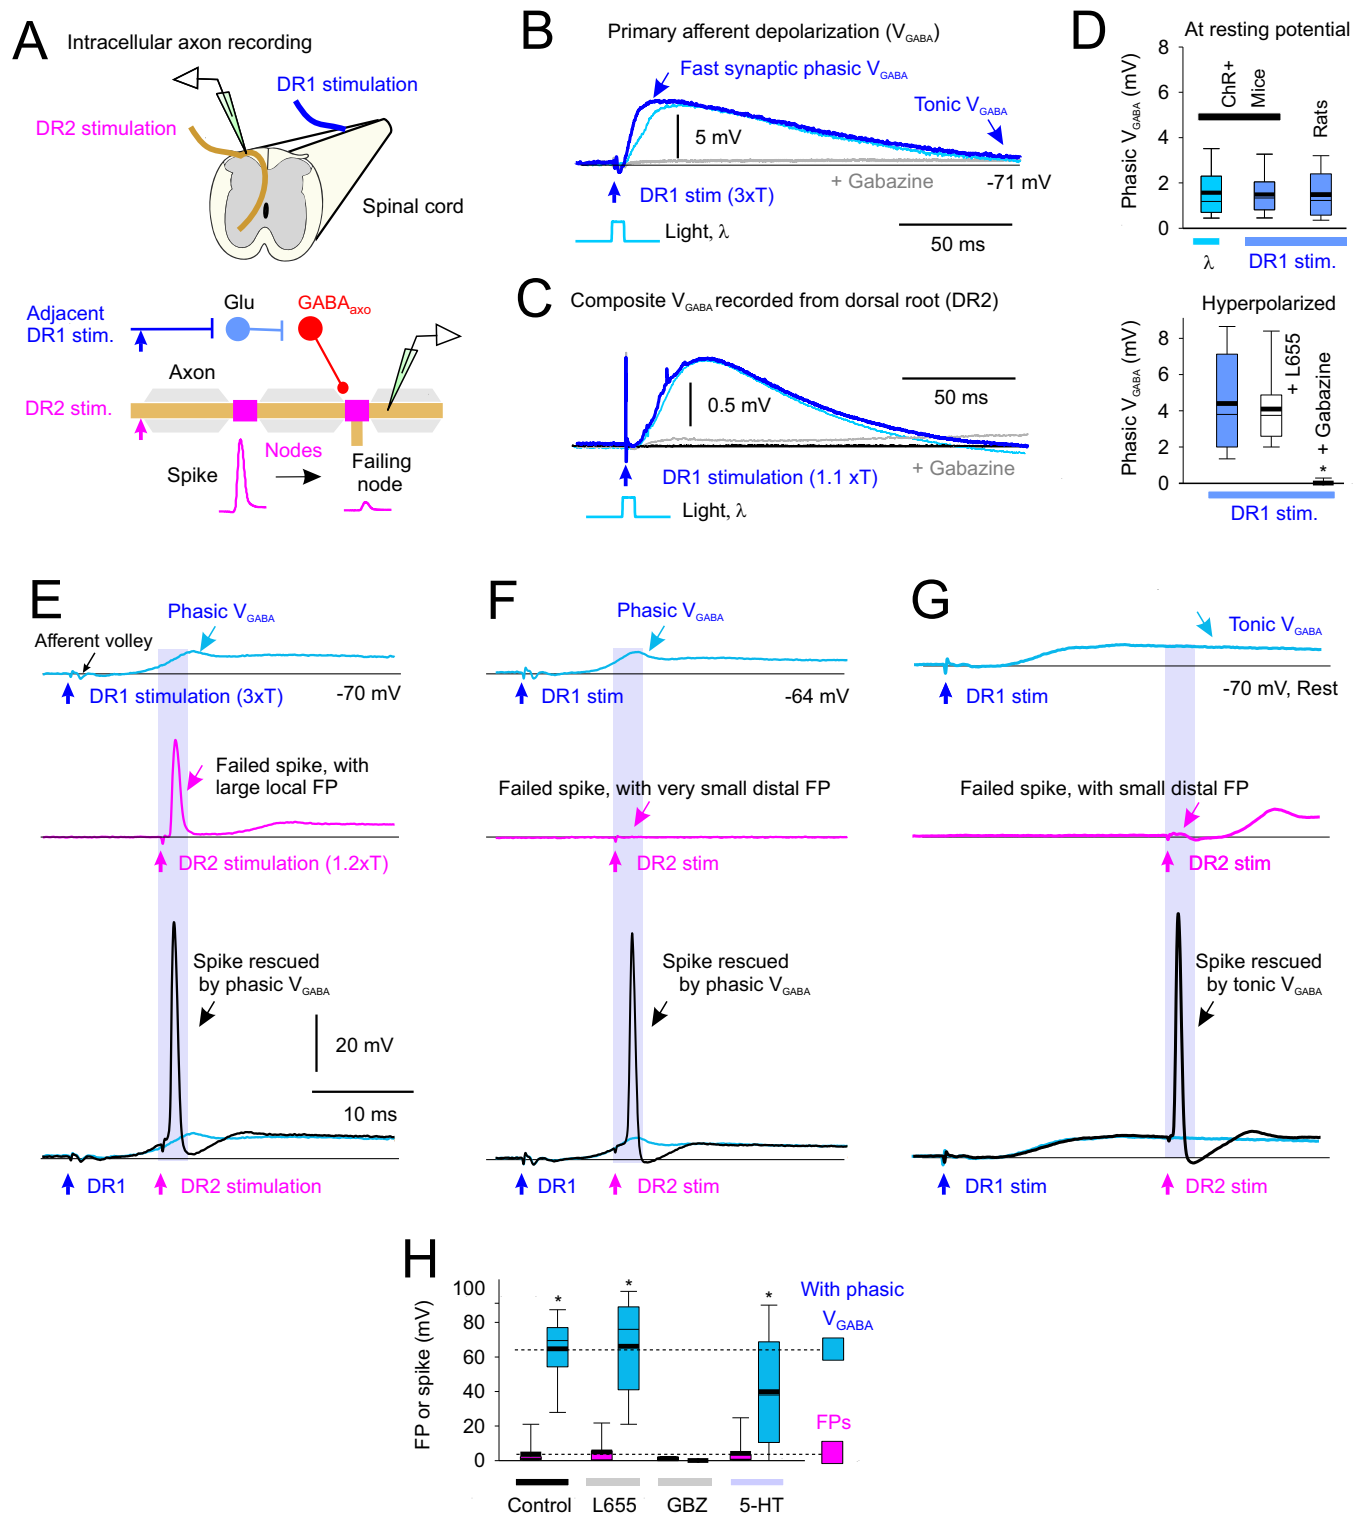 A
Intracellular axon recording
DR1 stimulation
DR2 stimulation
Spinal cord
Adjacent
DR1 stim.
Glu
GABAaxo
Axon
DR2 stim.
Nodes
Spike
Failing
node
B
Primary afferent depolarization (VGABA)
Fast synaptic phasic VGABA
Tonic VGABA
5 mV
+ Gabazine
-71 mV
DR1 stim (3xT)
Light, λ
50 ms
C
Composite VGABA recorded from dorsal root (DR2)
50 ms
0.5 mV
+ Gabazine
DR1 stimulation (1.1 xT)
Light, λ
D
At resting potential
Phasic VGABA (mV)
8
6
4
2
0
ChR+
Mice
Rats
λ
DR1 stim.
Hyperpolarized
Phasic VGABA (mV)
8
6
4
2
0
+ L655
* + Gabazine
DR1 stim.
E
Phasic VGABA
Afferent volley
DR1 stimulation (3xT)
-70 mV
Failed spike, with
large local FP
DR2 stimulation (1.2xT)
Spike rescued
by phasic VGABA
20 mV
10 ms
DR1
DR2 stimulation
F
Phasic VGABA
DR1 stim
-64 mV
Failed spike, with very small distal FP
DR2 stim
Spike rescued
by phasic VGABA
DR1
DR2 stim
G
Tonic VGABA
DR1 stim
-70 mV, Rest
Failed spike, with small distal FP
DR2 stim
Spike rescued
by tonic VGABA
DR1 stim
DR2 stim
H
FP or spike (mV)
100
80
60
40
20
0
*
*
*
With phasic
VGABA
FPs
Control
L655
GBZ
5-HT